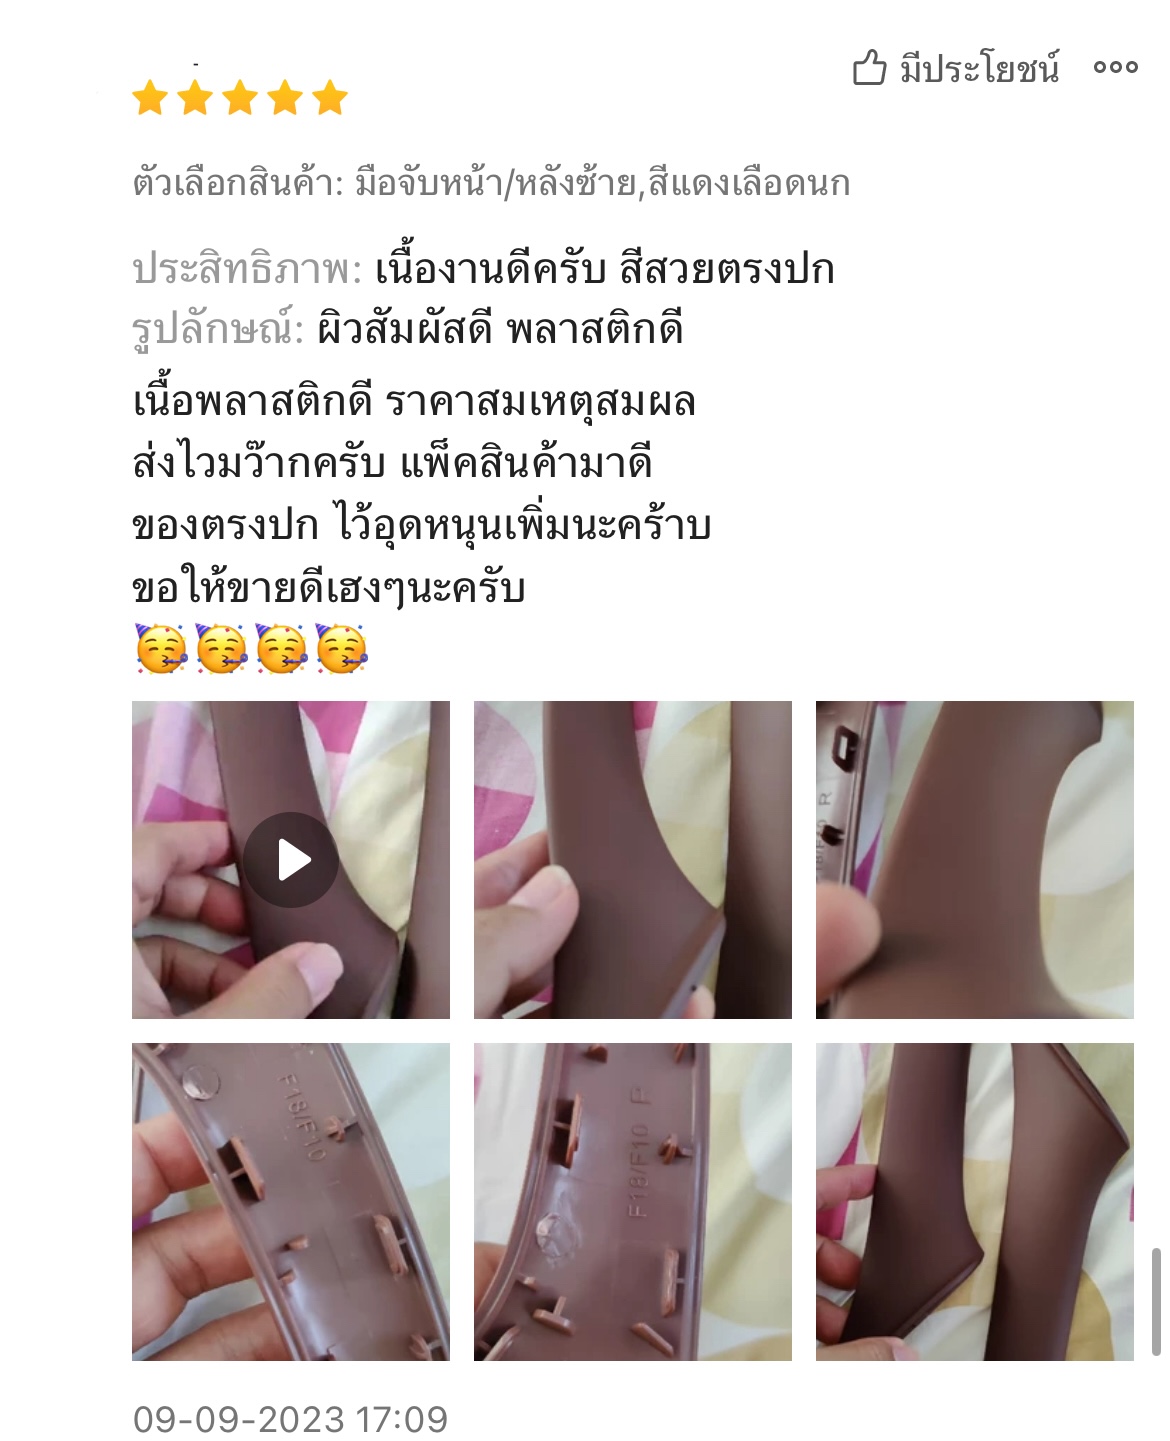 มีประโยชน์
ตัวเลือกสินค้า: มือจับหน้า/หลังซ้าย,สีแดงเลือดนก
ประสิทธิภาพ: เนื้องานดีครับ สีสวยตรงปก
รูปลักษณ์: ผิวสัมผัสดี พลาสติกดี
เนื้อพลาสติกดี ราคาสมเหตุสมผล
ส่งไวมว๊ากครับ แพ็คสินค้ามาดี
ของตรงปก ไว้อุดหนุนเพิ่มนะคร้าบ
ขอให้ขายดีเฮงๆนะครับ
🥳🥳🥳🥳
R
F18/F10
F18/F10 R
09-09-2023 17:09